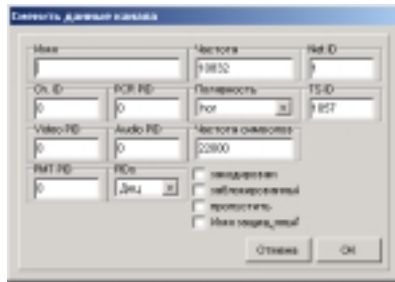 Сменить данные канала
Имя Частота Net ID
10832 1
Ch. ID PCR PID Полярность TS-ID
0 0 hor 1057
Video PID Audio PID Частота символов
0 0 22000
PMT PID PIDs
0 Дец
закодирован
заблокированный
пропустить
Имя защищ_ный
Отмена OK